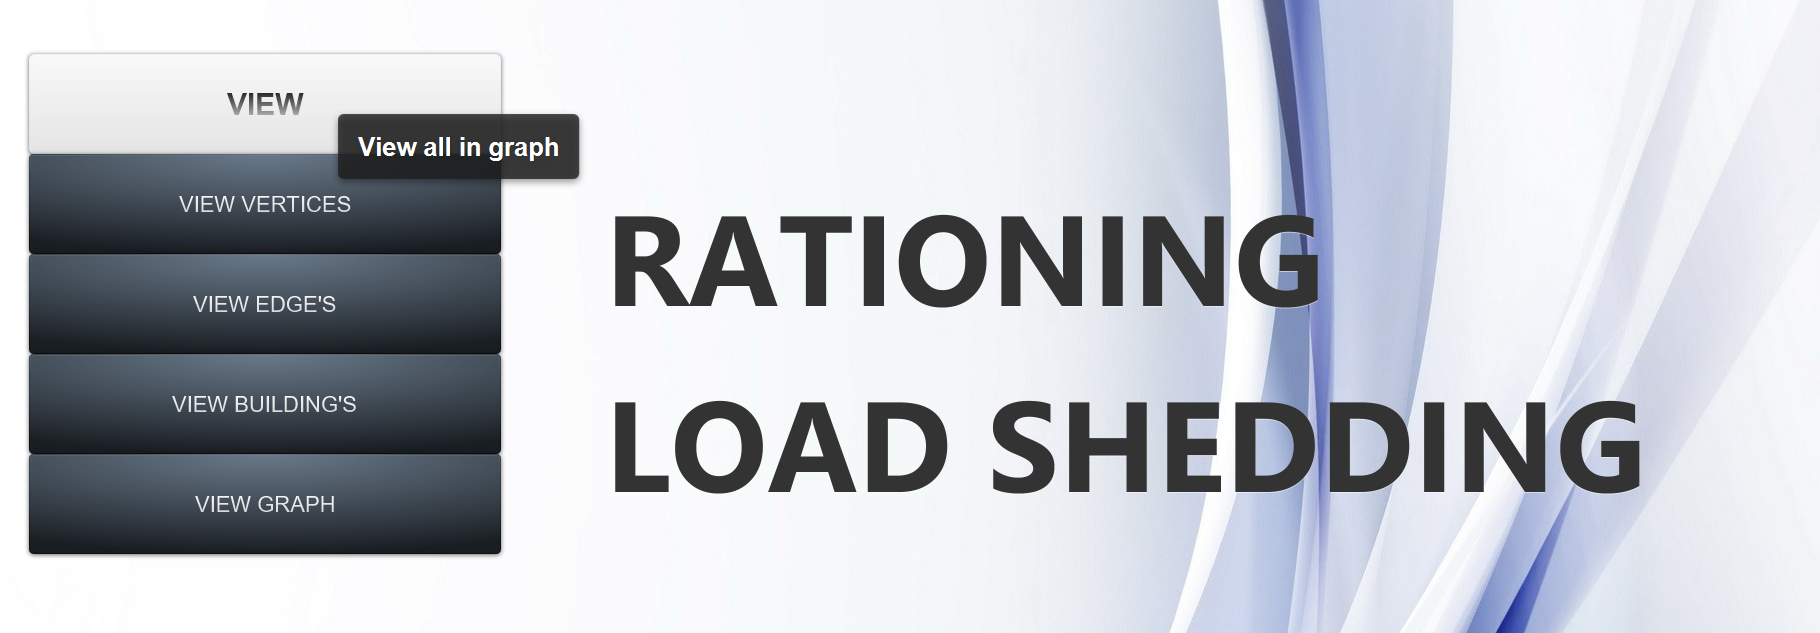 VIEW
View all in graph
VIEW VERTICES
VIEW EDGE'S
VIEW BUILDING'S
VIEW GRAPH
RATIONING
LOAD SHEDDING